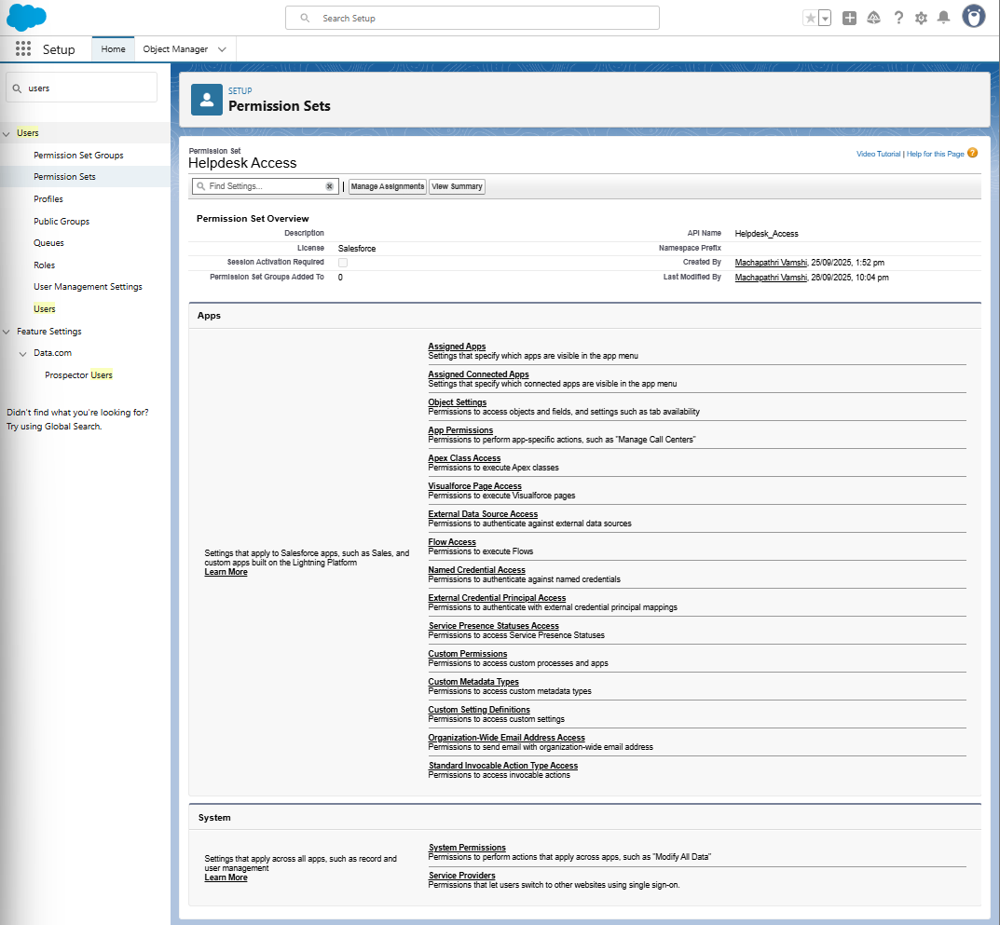 Search Setup
Setup
Home
Object Manager
users
Users
Permission Set Groups
Permission Sets
Profiles
Public Groups
Queues
Roles
User Management Settings
Users
Feature Settings
Data.com
Prospector Users
Didn't find what you're looking for?
Try using Global Search.
SETUP
Permission Sets
Permission Set
Helpdesk Access
Video Tutorial | Help for this Page
Find Settings... | Manage Assignments View Summary
Permission Set Overview
Description
API Name Helpdesk_Access
License Salesforce
Namespace Prefix
Session Activation Required
Created By Machapathri Vamshi, 25/09/2025, 1:52 pm
Permission Set Groups Added To 0
Last Modified By Machapathri Vamshi, 26/09/2025, 10:04 pm
Apps
Settings that apply to Salesforce apps, such as Sales, and
custom apps built on the Lightning Platform
Learn More
Assigned Apps
Settings that specify which apps are visible in the app menu
Assigned Connected Apps
Settings that specify which connected apps are visible in the app menu
Object Settings
Permissions to access objects and fields, and settings such as tab availability
App Permissions
Permissions to perform app-specific actions, such as "Manage Call Centers"
Apex Class Access
Permissions to execute Apex classes
Visualforce Page Access
Permissions to execute Visualforce pages
External Data Source Access
Permissions to authenticate against external data sources
Flow Access
Permissions to execute Flows
Named Credential Access
Permissions to authenticate against named credentials
External Credential Principal Access
Permissions to authenticate with external credential principal mappings
Service Presence Statuses Access
Permissions to access Service Presence Statuses
Custom Permissions
Permissions to access custom processes and apps
Custom Metadata Types
Permissions to access custom metadata types
Custom Setting Definitions
Permissions to access custom settings
Organization-Wide Email Address Access
Permissions to send email with organization-wide email address
Standard Invocable Action Type Access
Permissions to access invocable actions
System
Settings that apply across all apps, such as record and
user management
Learn More
System Permissions
Permissions to perform actions that apply across apps, such as "Modify All Data"
Service Providers
Permissions that let users switch to other websites using single sign-on.